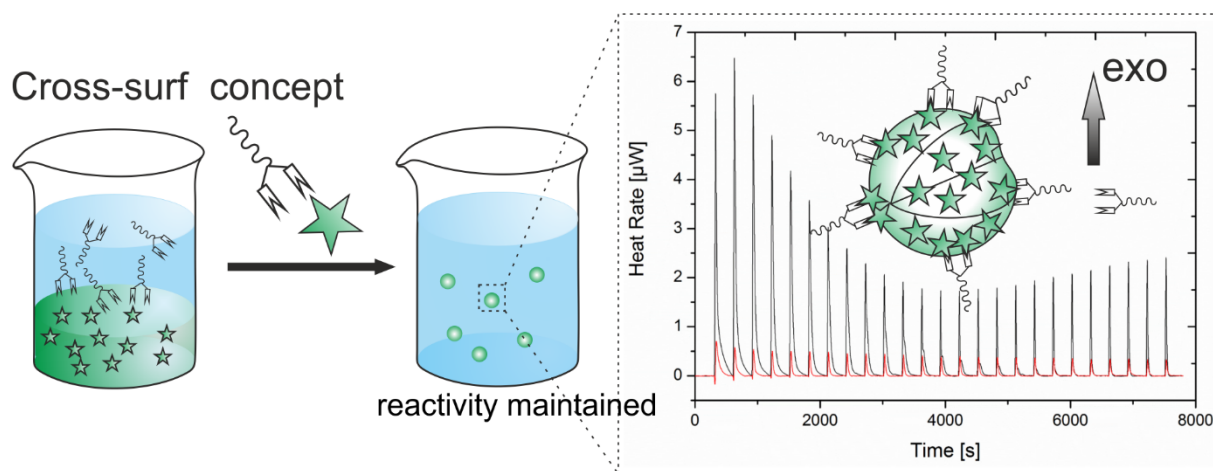 Cross-surf concept
reactivity maintained
exo
Heat Rate [µW]
7
6
5
4
3
2
1
0
0
2000
4000
6000
8000
Time [s]